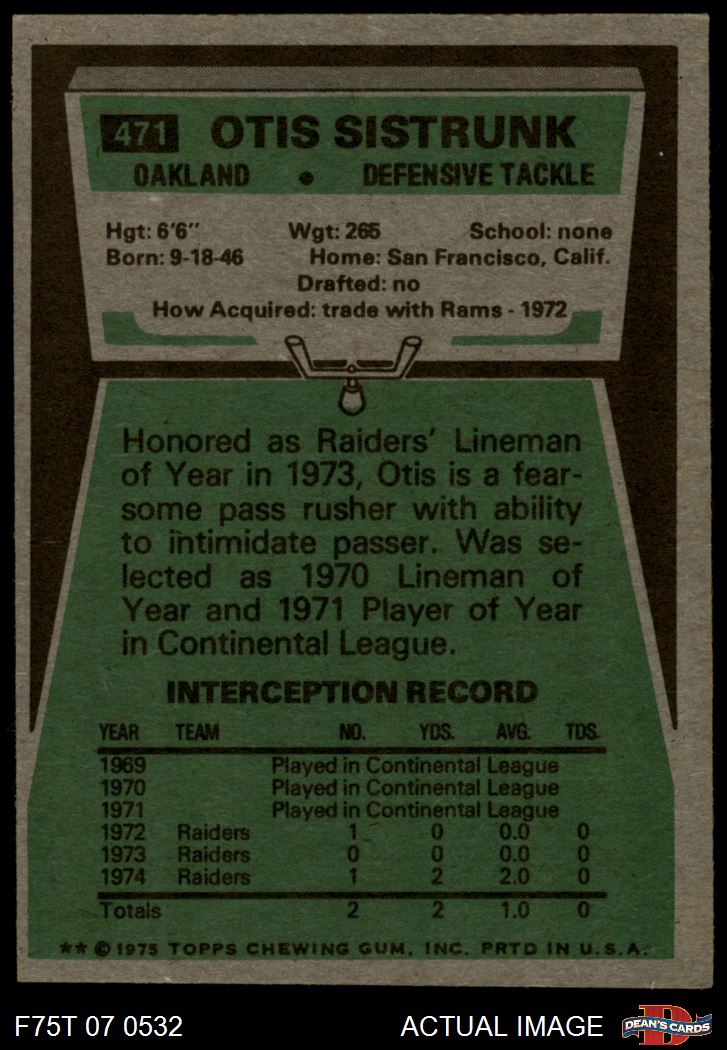 471 OTIS SISTRUNK
OAKLAND • DEFENSIVE TACKLE
Hgt: 6'6" Wgt: 265 School: none
Born: 9-18-46 Home: San Francisco, Calif.
Drafted: no
How Acquired: trade with Rams - 1972
Honored as Raiders' Lineman
of Year in 1973, Otis is a fear-
some pass rusher with ability
to intimidate passer. Was se-
lected as 1970 Lineman of
Year and 1971 Player of Year
in Continental League.
INTERCEPTION RECORD
YEAR TEAM NO. YDS. AVG. TDS.
1969 Played in Continental League
1970 Played in Continental League
1971 Played in Continental League
1972 Raiders 1 0 0.0 0
1973 Raiders 0 0 0.0 0
1974 Raiders 1 2 2.0 0
Totals 2 2 1.0 0
** © 1975 TOPPS CHEWING GUM, INC. PRTD IN U.S.A.
F75T 07 0532 ACTUAL IMAGE D DEAN'S CARDS